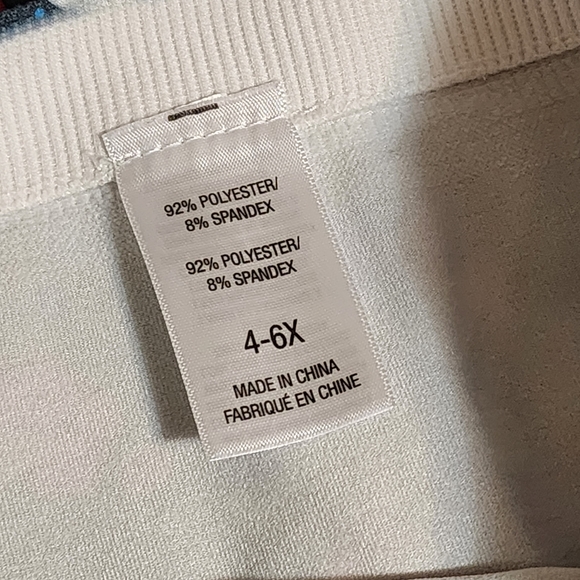 92% POLYESTER/
8% SPANDEX
92% POLYESTER/
8% SPANDEX
4-6X
MADE IN CHINA
FABRIQUÉ EN CHINE